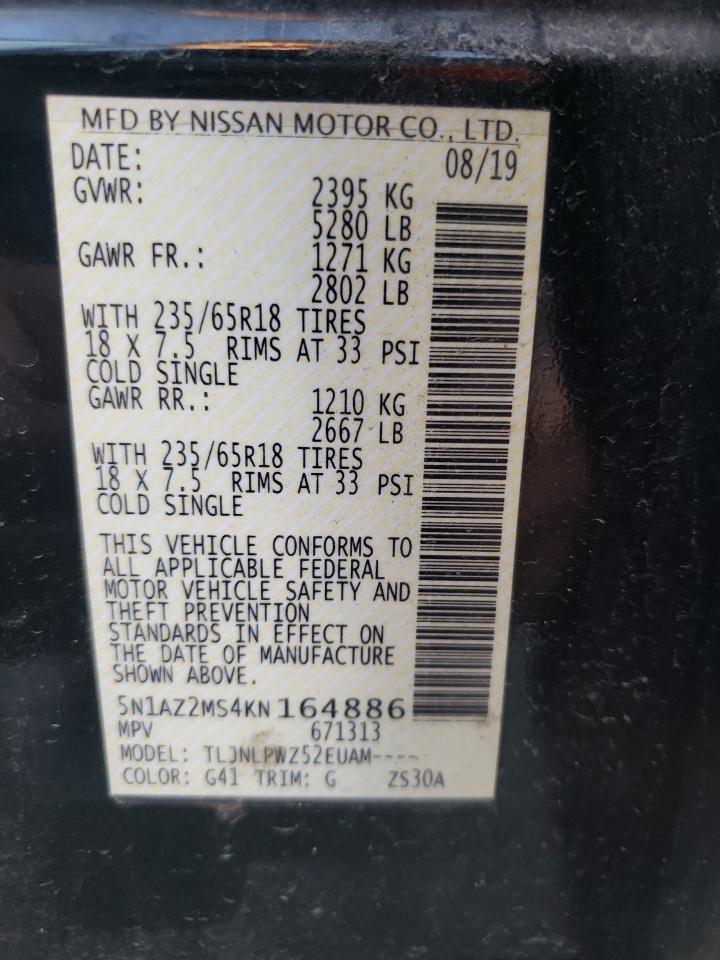 MFD BY NISSAN MOTOR CO., LTD.
DATE: 08/19
GVWR: 2395 KG
5280 LB
GAWR FR.: 1271 KG
2802 LB
WITH 235/65R18 TIRES
18 X 7.5 RIMS AT 33 PSI
COLD SINGLE
GAWR RR.: 1210 KG
2667 LB
WITH 235/65R18 TIRES
18 X 7.5 RIMS AT 33 PSI
COLD SINGLE
THIS VEHICLE CONFORMS TO
ALL APPLICABLE FEDERAL
MOTOR VEHICLE SAFETY AND
THEFT PREVENTION
STANDARDS IN EFFECT ON
THE DATE OF MANUFACTURE
SHOWN ABOVE.
5N1AZ2MS4KN164886
MPV 671313
MODEL: TLJNLPWZ52EUAM----
COLOR: G41 TRIM: G ZS30A